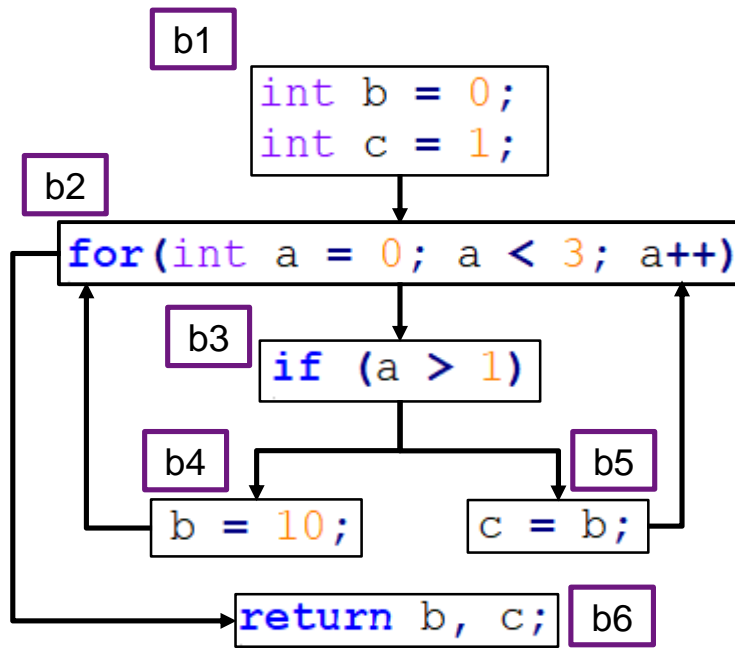 b1
int b = 0;
int c = 1;
b2
for(int a = 0; a < 3; a++)
b3
if (a > 1)
b4
b5
b = 10;
c = b;
return b, c;
b6